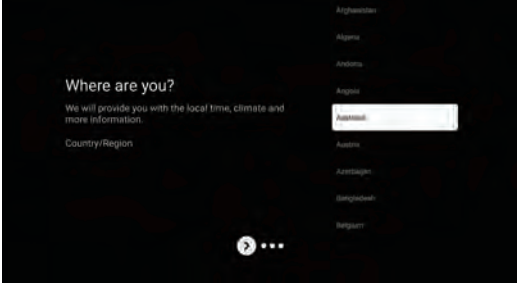 Where are you?
We will provide you with the local time, climate and
more information.
Country/Region
Afghanistan
Algeria
Andorra
Angola
Austria
Azerbaijan
Bangladesh
Belgium